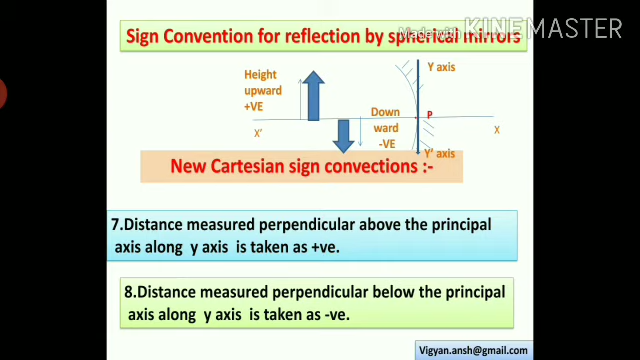 Made with KINEMASTER
Sign Convention for reflection by spherical mirrors
Height
upward
+VE
Y axis
Down
ward
-VE
P
X'
X
Y' axis
New Cartesian sign convections :-
7.Distance measured perpendicular above the principal
axis along y axis is taken as +ve.
8.Distance measured perpendicular below the principal
axis along y axis is taken as -ve.
Vigyan.ansh@gmail.com